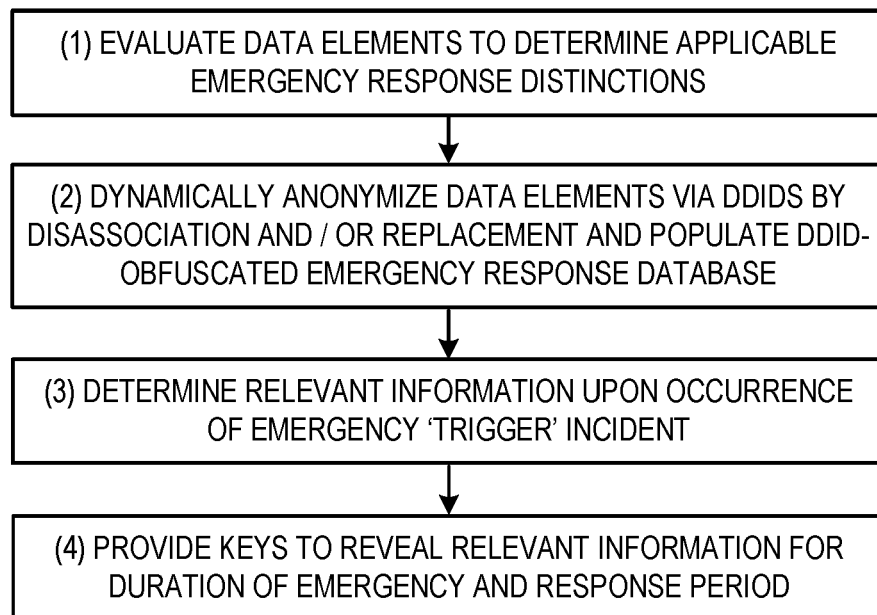 (1) EVALUATE DATA ELEMENTS TO DETERMINE APPLICABLE
EMERGENCY RESPONSE DISTINCTIONS
(2) DYNAMICALLY ANONYMIZE DATA ELEMENTS VIA DDIDS BY
DISASSOCIATION AND / OR REPLACEMENT AND POPULATE DDID-
OBFUSCATED EMERGENCY RESPONSE DATABASE
(3) DETERMINE RELEVANT INFORMATION UPON OCCURRENCE
OF EMERGENCY ‘TRIGGER’ INCIDENT
(4) PROVIDE KEYS TO REVEAL RELEVANT INFORMATION FOR
DURATION OF EMERGENCY AND RESPONSE PERIOD